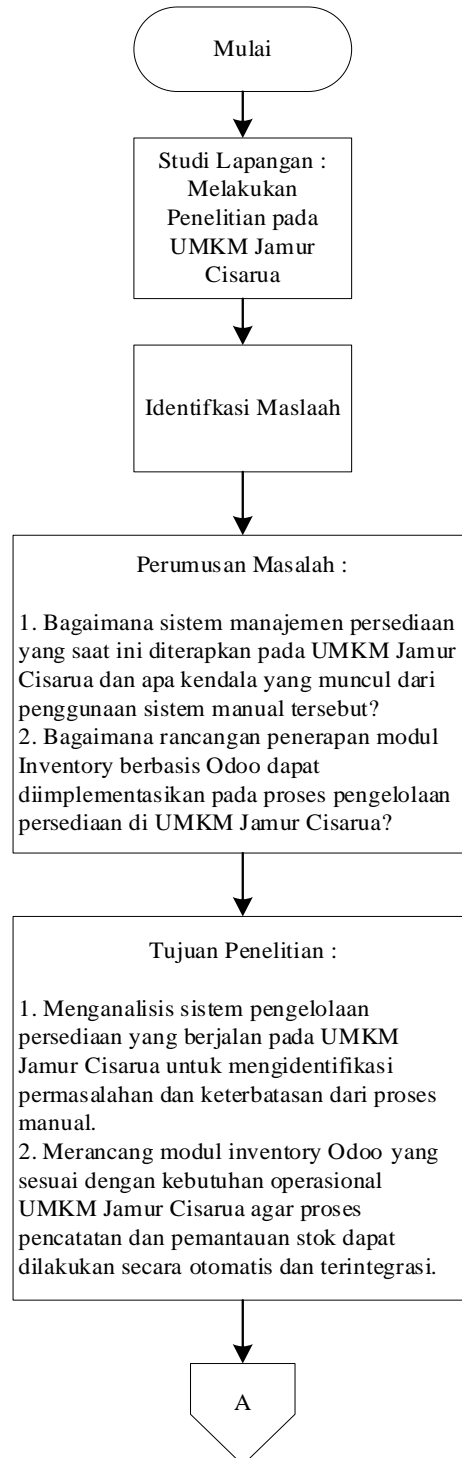 Mulai
Studi Lapangan :
Melakukan
Penelitian pada
UMKM Jamur
Cisarua
Identifkasi Maslaah
Perumusan Masalah :
1. Bagaimana sistem manajemen persediaan
yang saat ini diterapkan pada UMKM Jamur
Cisarua dan apa kendala yang muncul dari
penggunaan sistem manual tersebut?
2. Bagaimana rancangan penerapan modul
Inventory berbasis Odoo dapat
diimplementasikan pada proses pengelolaan
persediaan di UMKM Jamur Cisarua?
Tujuan Penelitian :
1. Menganalisis sistem pengelolaan
persediaan yang berjalan pada UMKM
Jamur Cisarua untuk mengidentifikasi
permasalahan dan keterbatasan dari proses
manual.
2. Merancang modul inventory Odoo yang
sesuai dengan kebutuhan operasional
UMKM Jamur Cisarua agar proses
pencatatan dan pemantauan stok dapat
dilakukan secara otomatis dan terintegrasi.
A